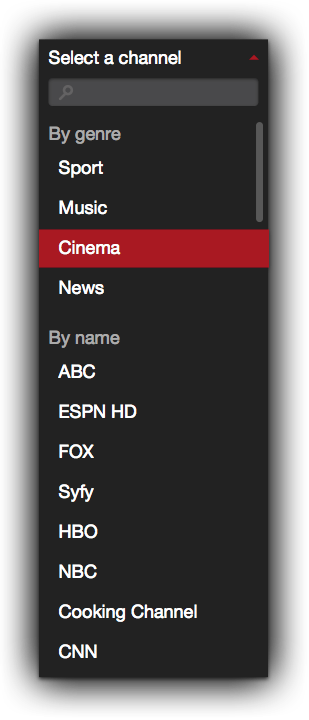 Select a channel
By genre
Sport
Music
Cinema
News
By name
ABC
ESPN HD
FOX
Syfy
HBO
NBC
Cooking Channel
CNN